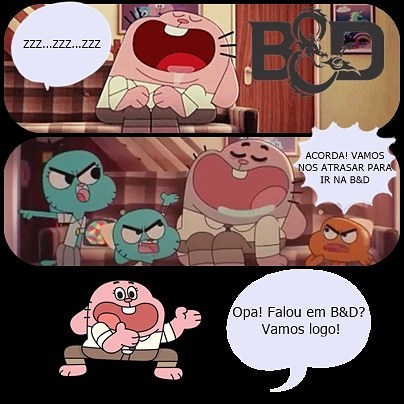 ZZZ...ZZZ...ZZZ
B&D
ACORDA! VAMOS
NOS ATRASAR PARA
IR NA B&D
Opa! Falou em B&D?
Vamos logo!